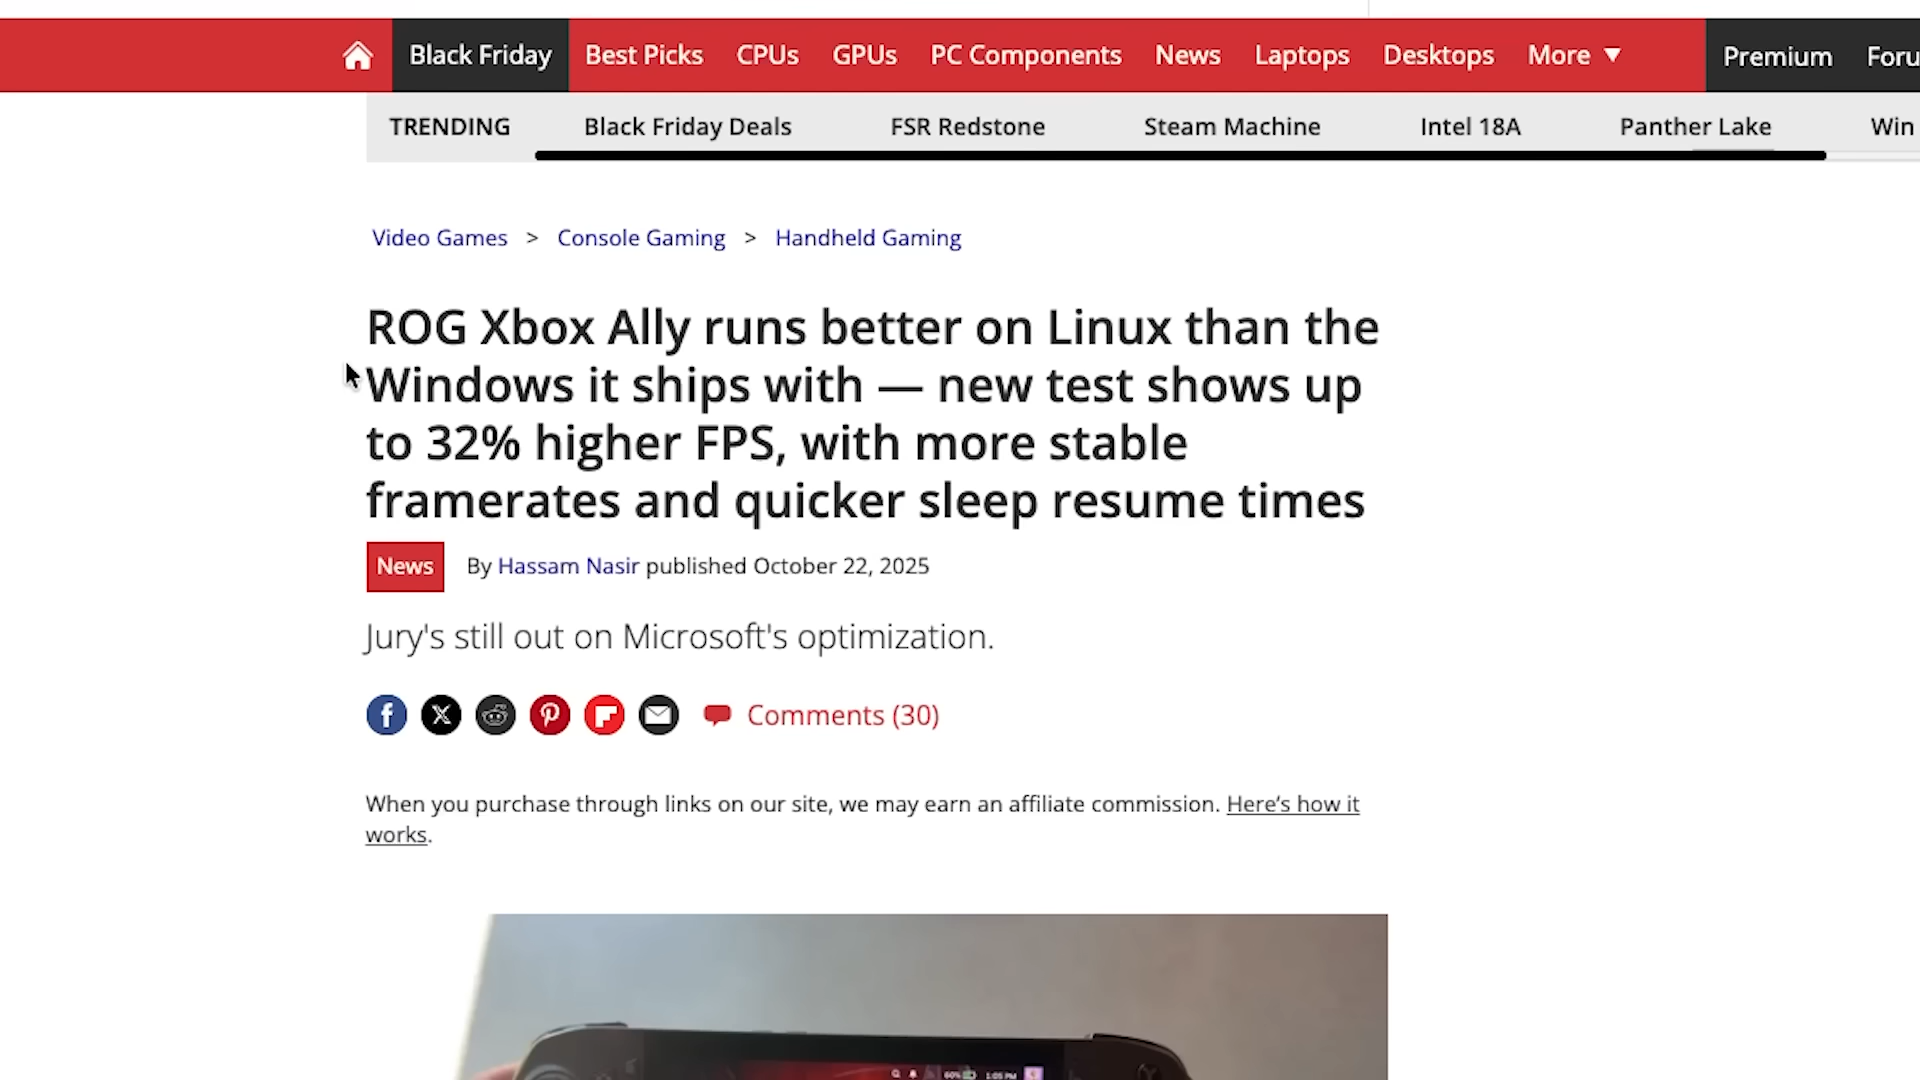 Black Friday Best Picks CPUs GPUs PC Components News Laptops Desktops More Premium Foru
TRENDING Black Friday Deals FSR Redstone Steam Machine Intel 18A Panther Lake Win
Video Games > Console Gaming > Handheld Gaming
ROG Xbox Ally runs better on Linux than the
Windows it ships with — new test shows up
to 32% higher FPS, with more stable
framerates and quicker sleep resume times
News By Hassam Nasir published October 22, 2025
Jury's still out on Microsoft's optimization.
Comments (30)
When you purchase through links on our site, we may earn an affiliate commission. Here’s how it
works.
60% 1:05 PM